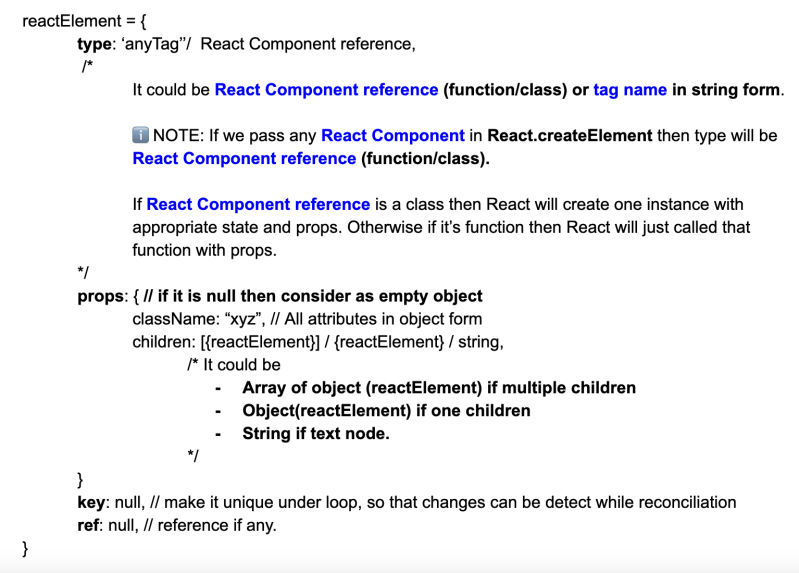 reactElement = {
type: ‘anyTag”/ React Component reference,
/*
It could be React Component reference (function/class) or tag name in string form.
ℹ️ NOTE: If we pass any React Component in React.createElement then type will be
React Component reference (function/class).
If React Component reference is a class then React will create one instance with
appropriate state and props. Otherwise if it’s function then React will just called that
function with props.
*/
props: { // if it is null then consider as empty object
className: “xyz”, // All attributes in object form
children: [{reactElement}] / {reactElement} / string,
/* It could be
- Array of object (reactElement) if multiple children
- Object(reactElement) if one children
- String if text node.
*/
}
key: null, // make it unique under loop, so that changes can be detect while reconciliation
ref: null, // reference if any.
}